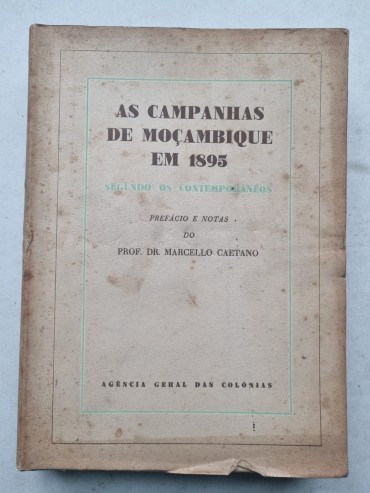 AS CAMPANHAS
DE MOÇAMBIQUE
EM 1895
SEGUNDO OS CONTEMPORÂNEOS
PREFÁCIO E NOTAS
DO
PROF. DR. MARCELLO CAETANO
AGÊNCIA GERAL DAS COLÓNIAS